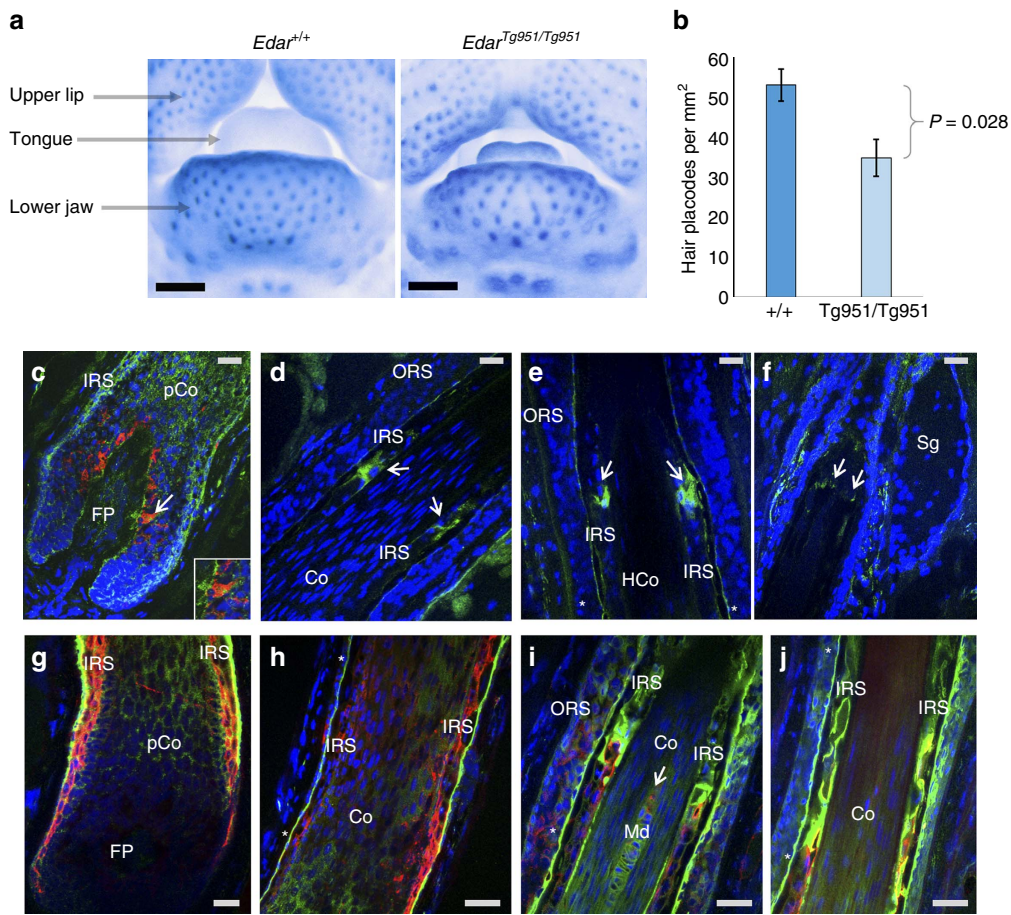 a
Edar+/+
EdarTg951/Tg951
Upper lip
Tongue
Lower jaw
b
Hair placodes per mm2
60
50
40
30
20
10
0
P = 0.028
+/+
Tg951/Tg951
c
IRS
pCo
FP
d
ORS
IRS
IRS
Co
e
ORS
IRS
HCo
IRS
*
*
f
Sg
g
IRS
IRS
pCo
FP
h
*
IRS
IRS
Co
*
i
IRS
ORS
Co
IRS
Md
*
j
*
IRS
IRS
Co
*